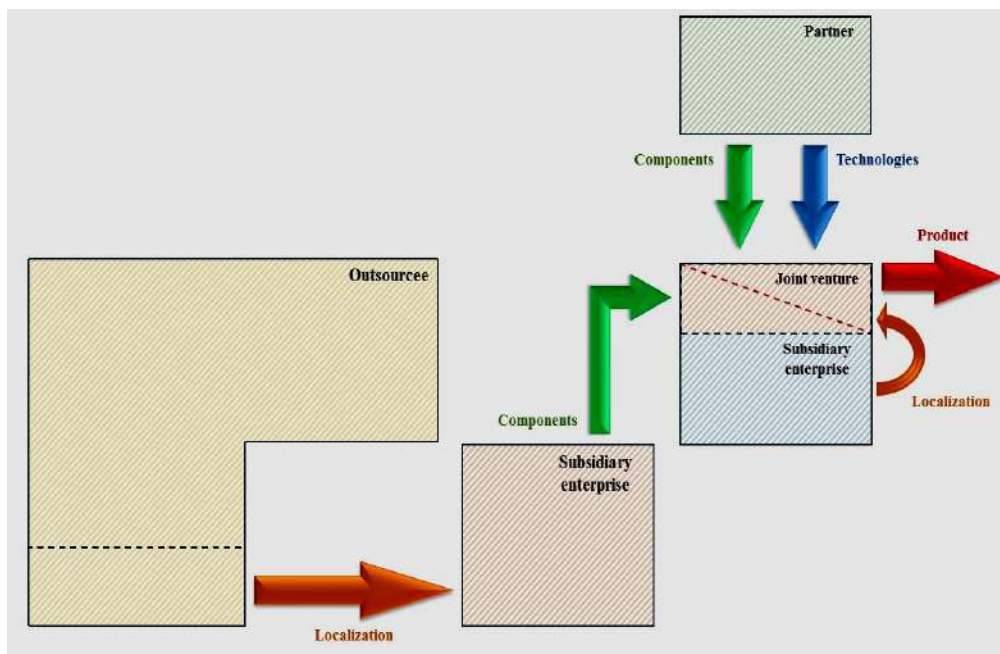 Partner
Components
Technologies
Product
Outsourcee
Joint venture
Subsidiary
enterprise
Localization
Components
Subsidiary
enterprise
Localization